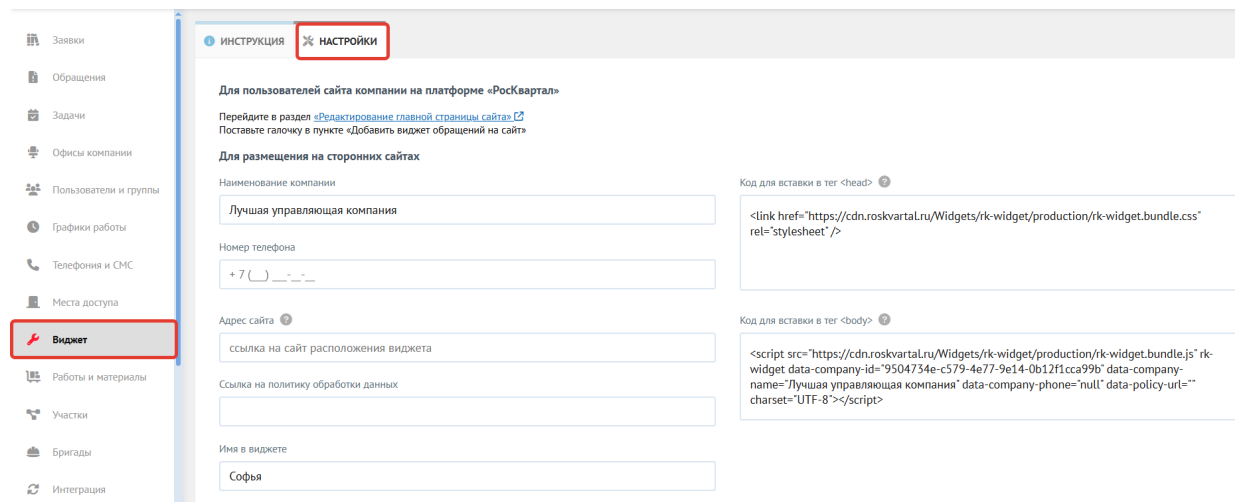 Заявки
Обращения
Задачи
Офисы компании
Пользователи и группы
Графики работы
Телефония и СМС
Места доступа
Виджет
Работы и материалы
Участки
Бригады
Интеграция
ИНСТРУКЦИЯ
НАСТРОЙКИ
Для пользователей сайта компании на платформе «РосКвартал»
Перейдите в раздел «Редактирование главной страницы сайта»
Поставьте галочку в пункте «Добавить виджет обращений на сайт»
Для размещения на сторонних сайтах
Наименование компании
Лучшая управляющая компания
Номер телефона
+ 7 (__) ___-__-__
Адрес сайта ?
ссылка на сайт расположения виджета
Ссылка на политику обработки данных
Имя в виджете
Софья
Код для вставки в тег <head> ?
<link href="https://cdn.roskvartal.ru/Widgets/rk-widget/production/rk-widget.bundle.css"
rel="stylesheet" />
Код для вставки в тег <body> ?
<script src="https://cdn.roskvartal.ru/Widgets/rk-widget/production/rk-widget.bundle.js" rk-
widget data-company-id="9504734e-c579-4e77-9e14-0b12f1cca99b" data-company-
name="Лучшая управляющая компания" data-company-phone="null" data-policy-url=""
charset="UTF-8"></script>